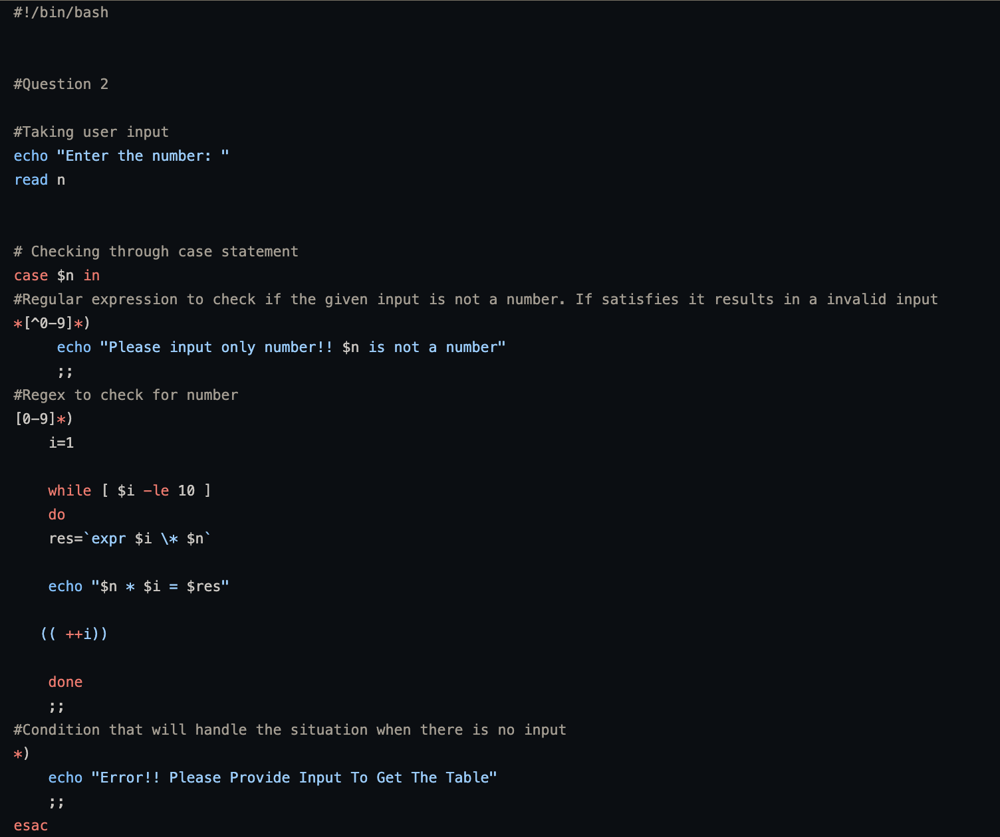 #!/bin/bash
#Question 2
#Taking user input
echo "Enter the number: "
read n
# Checking through case statement
case $n in
#Regular expression to check if the given input is not a number. If satisfies it results in a invalid input
*[^0-9]*)
echo "Please input only number!! $n is not a number"
;;
#Regex to check for number
[0-9]*)
i=1
while [ $i -le 10 ]
do
res=`expr $i \* $n`
echo "$n * $i = $res"
(( ++i))
done
;;
#Condition that will handle the situation when there is no input
*)
echo "Error!! Please Provide Input To Get The Table"
;;
esac